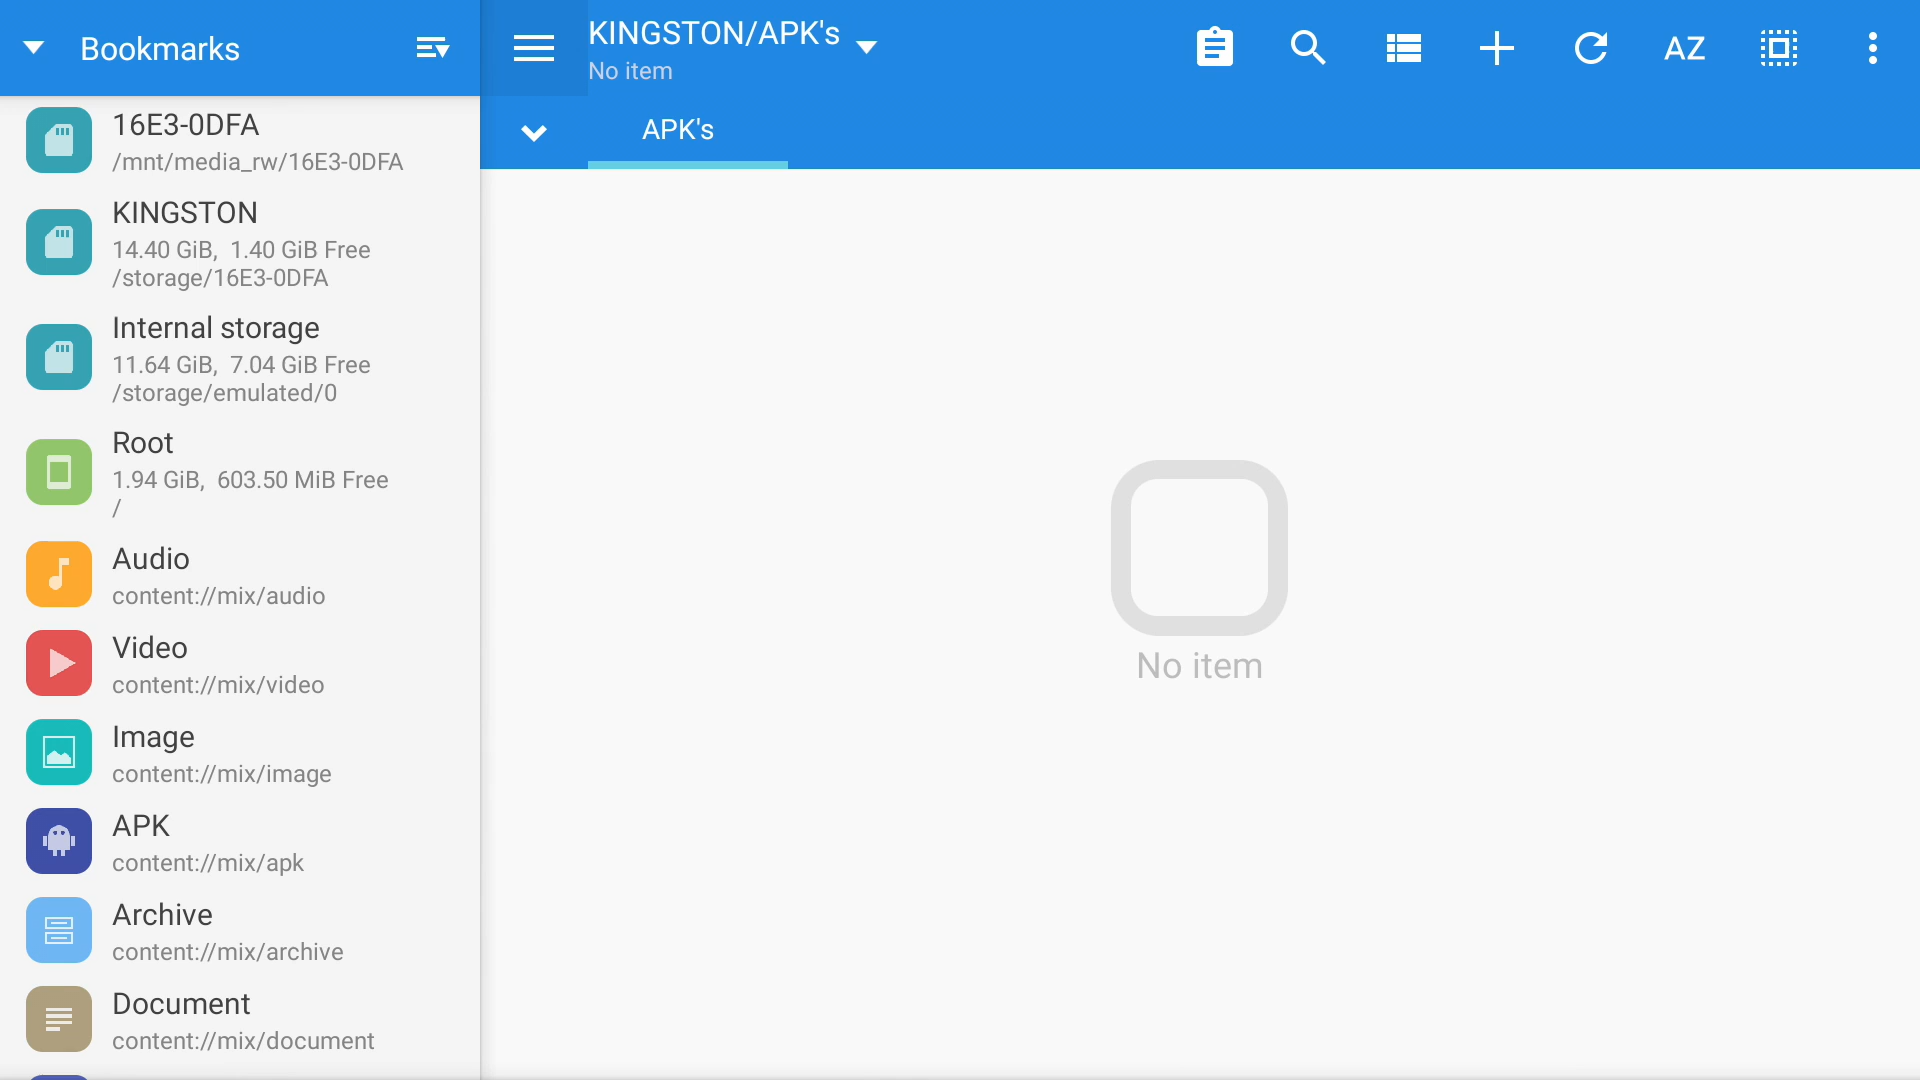 Bookmarks
16E3-0DFA
/mnt/media_rw/16E3-0DFA
KINGSTON
14.40 GiB, 1.40 GiB Free
/storage/16E3-0DFA
Internal storage
11.64 GiB, 7.04 GiB Free
/storage/emulated/0
Root
1.94 GiB, 603.50 MiB Free
/
Audio
content://mix/audio
Video
content://mix/video
Image
content://mix/image
APK
content://mix/apk
Archive
content://mix/archive
Document
content://mix/document
KINGSTON/APK's
No item
AZ
APK's
No item